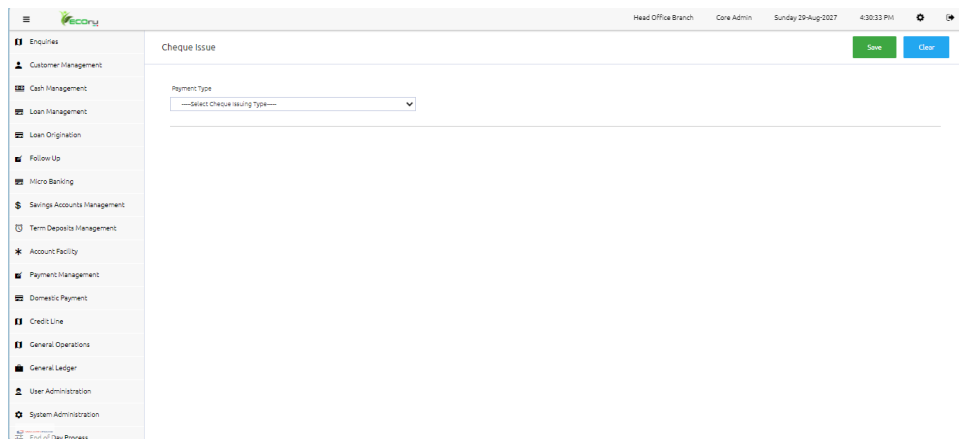 ECOry
Head Office Branch Core Admin Sunday 29-Aug-2027 4:30:33 PM
Cheque Issue
Save Clear
Payment Type
----Select Cheque Issuing Type----
Enquiries
Customer Management
Cash Management
Loan Management
Loan Origination
Follow Up
Micro Banking
Savings Accounts Management
Term Deposits Management
Account Facility
Payment Management
Domestic Payment
Credit Line
General Operations
General Ledger
User Administration
System Administration
End of Day Process